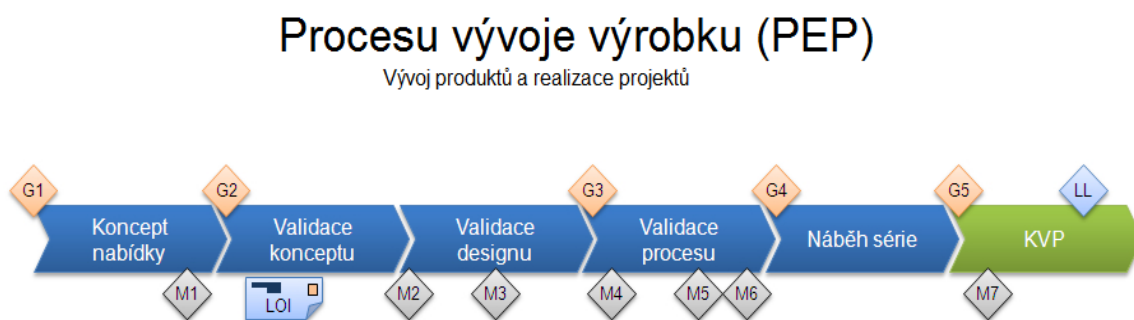 Procesu vývoje výrobku (PEP)
Vývoj produktů a realizace projektů
G1
G2
G3
G4
G5
LL
Koncept
nabídky
Validace
konceptu
Validace
designu
Validace
procesu
Náběh série
KVP
M1
LOI
M2
M3
M4
M5
M6
M7